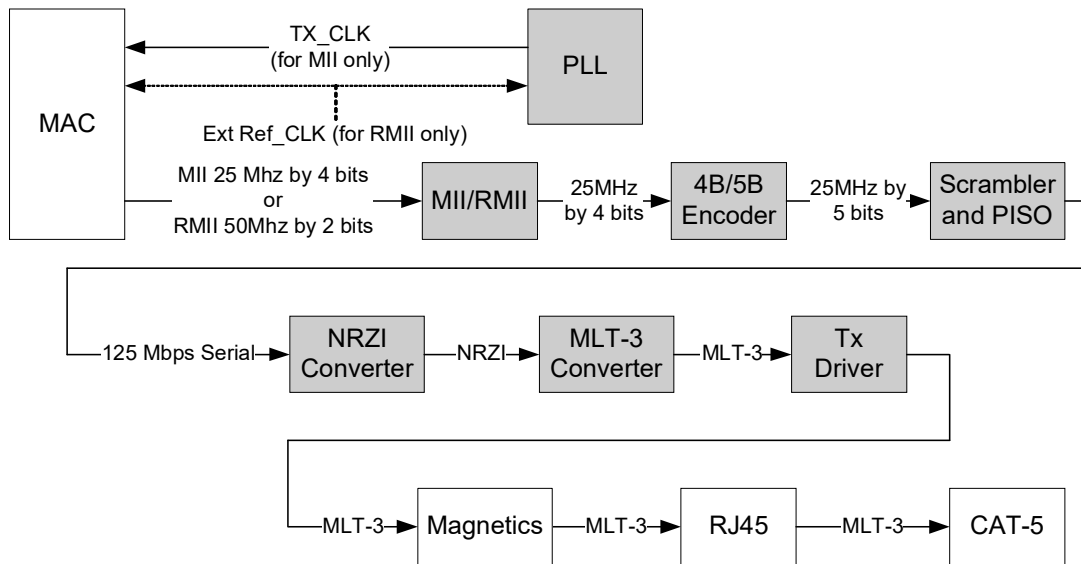 TX_CLK
(for MII only)
PLL
MAC
Ext Ref_CLK (for RMII only)
MII 25 Mhz by 4 bits
or
RMII 50Mhz by 2 bits
MII/RMII
25MHz
by 4 bits
4B/5B
Encoder
25MHz by
5 bits
Scrambler
and PISO
125 Mbps Serial
NRZI
Converter
NRZI
MLT-3
Converter
MLT-3
Tx
Driver
MLT-3
Magnetics
MLT-3
RJ45
MLT-3
CAT-5